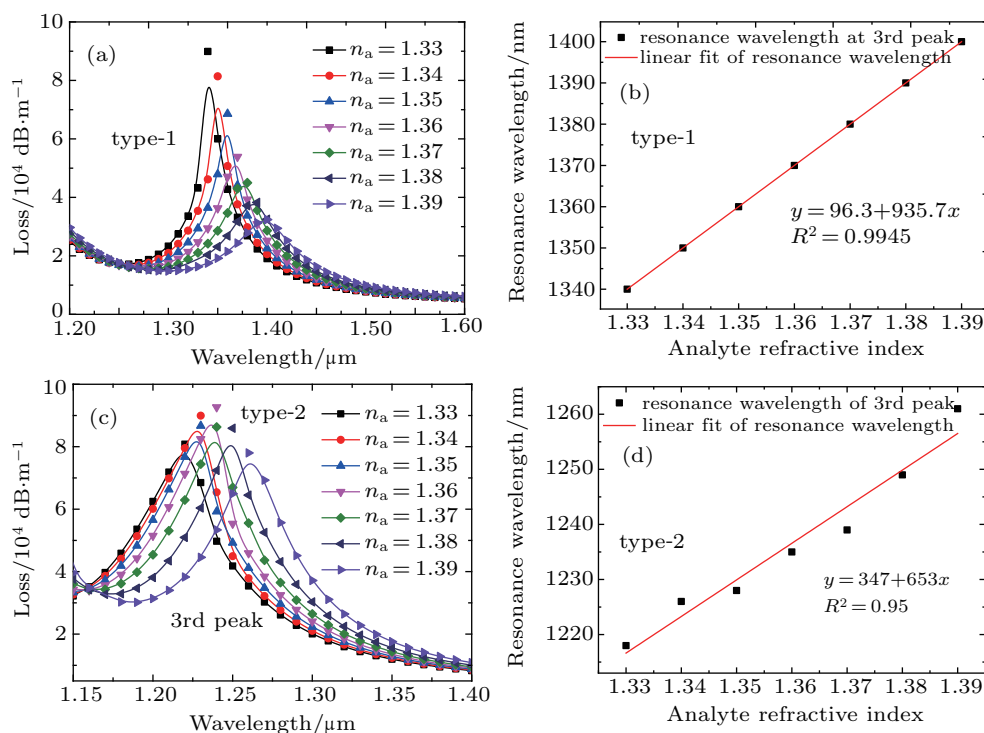 (a)
type-1
n_a = 1.33
n_a = 1.34
n_a = 1.35
n_a = 1.36
n_a = 1.37
n_a = 1.38
n_a = 1.39
Loss/10⁴ dB·m⁻¹
10
8
6
4
2
0
1.20 1.30 1.40 1.50 1.60
Wavelength/μm
resonance wavelength at 3rd peak
linear fit of resonance wavelength
(b)
type-1
y = 96.3+935.7x
R² = 0.9945
Resonance wavelength/nm
1400
1390
1380
1370
1360
1350
1340
1.33 1.34 1.35 1.36 1.37 1.38 1.39
Analyte refractive index
(c)
type-2
n_a = 1.33
n_a = 1.34
n_a = 1.35
n_a = 1.36
n_a = 1.37
n_a = 1.38
n_a = 1.39
3rd peak
Loss/10⁴ dB·m⁻¹
10
8
6
4
2
1.15 1.20 1.25 1.30 1.35 1.40
Wavelength/μm
resonance wavelength of 3rd peak
linear fit of resonance wavelength
(d)
type-2
y = 347+653x
R² = 0.95
Resonance wavelength/nm
1260
1250
1240
1230
1220
1.33 1.34 1.35 1.36 1.37 1.38 1.39
Analyte refractive index